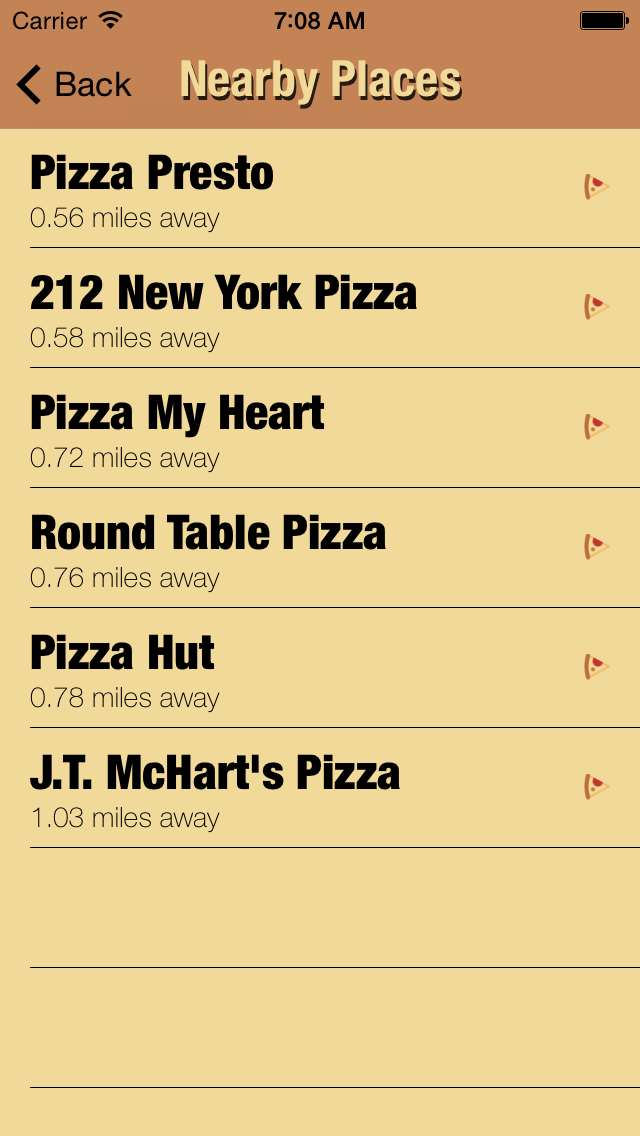 Carrier 7:08 AM
Back Nearby Places
Pizza Presto
0.56 miles away
212 New York Pizza
0.58 miles away
Pizza My Heart
0.72 miles away
Round Table Pizza
0.76 miles away
Pizza Hut
0.78 miles away
J.T. McHart's Pizza
1.03 miles away